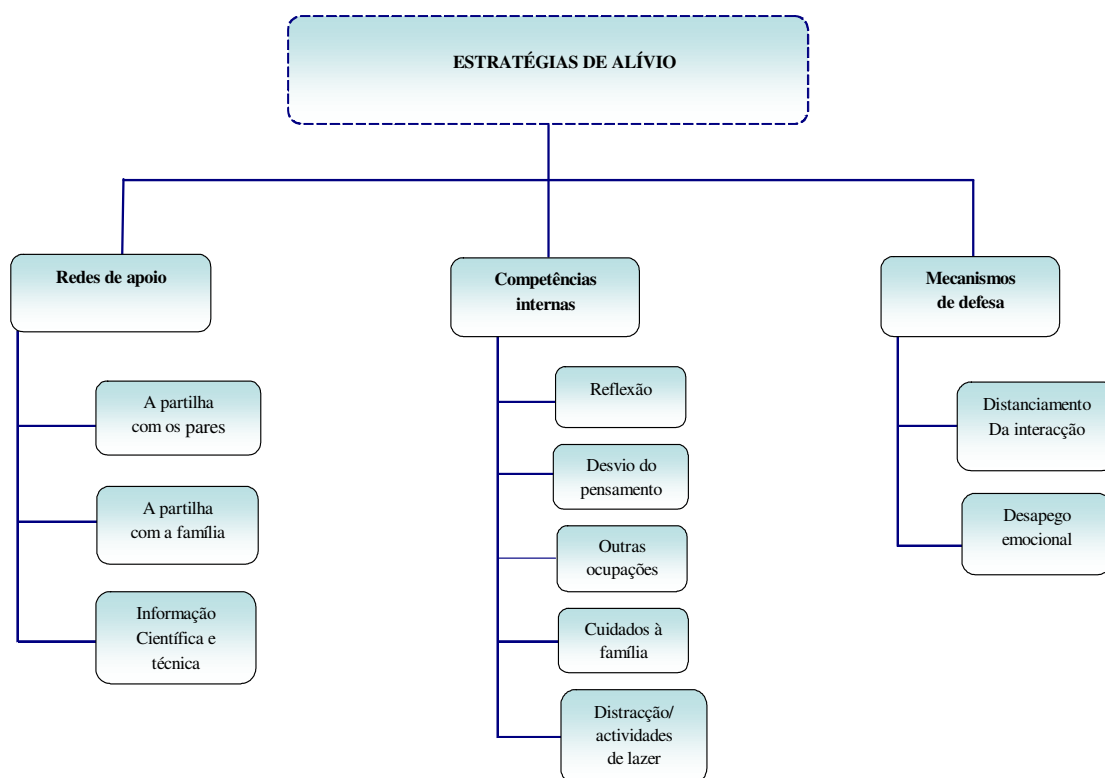 ESTRATÉGIAS DE ALÍVIO
Redes de apoio
A partilha
com os pares
A partilha
com a família
Informação
Científica e
técnica
Competências
internas
Reflexão
Desvio do
pensamento
Outras
ocupações
Cuidados à
família
Distracção/
actividades
de lazer
Mecanismos
de defesa
Distanciamento
Da interacção
Desapego
emocional